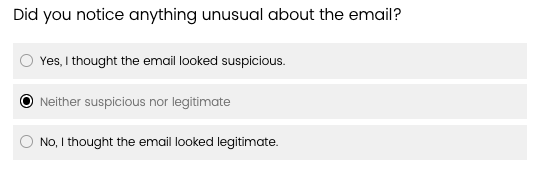 Did you notice anything unusual about the email?
Yes, I thought the email looked suspicious.
Neither suspicious nor legitimate
No, I thought the email looked legitimate.